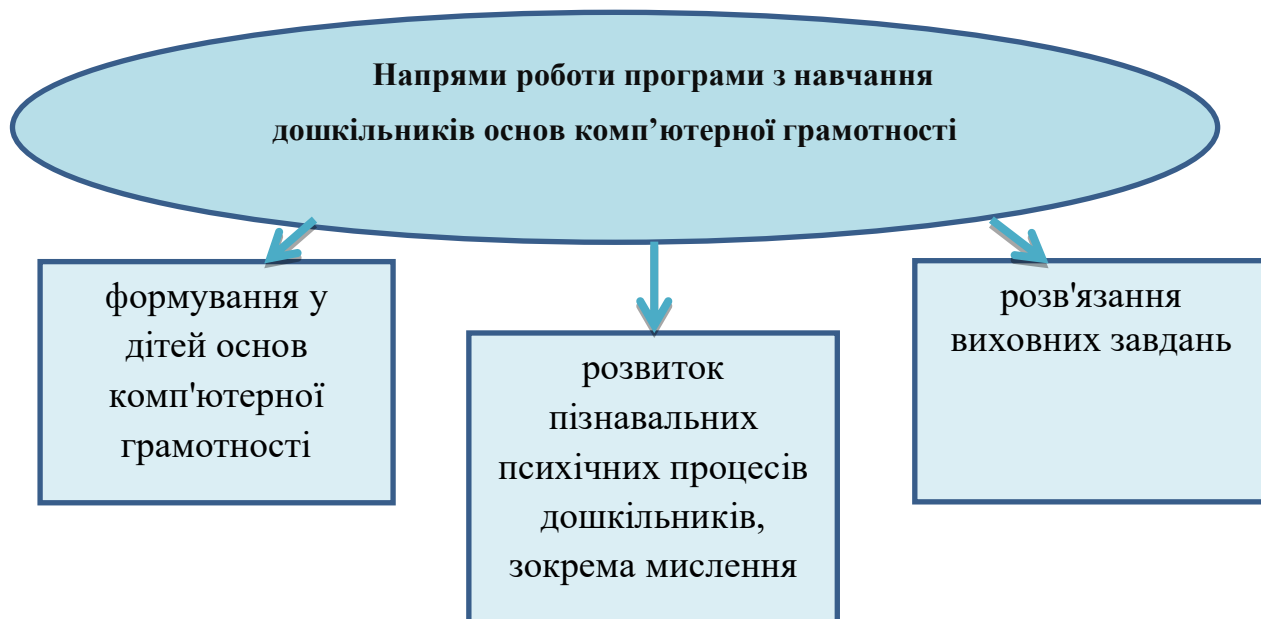 Напрями роботи програми з навчання
дошкільників основ комп’ютерної грамотності
формування у
дітей основ
комп'ютерної
грамотності
розвиток
пізнавальних
психічних процесів
дошкільників,
зокрема мислення
розв'язання
виховних завдань